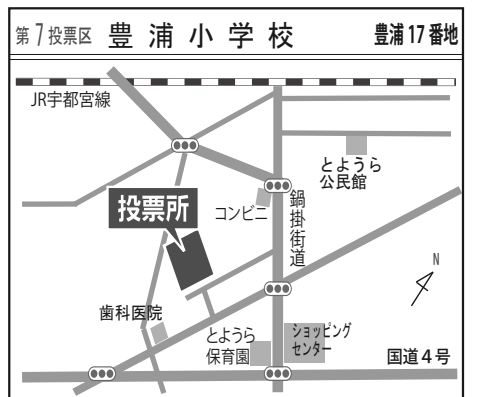 第7投票区 豊浦小学校 豊浦17番地
JR宇都宮線
とようら
公民館
コンビニ
鍋掛街道
投票所
N
歯科医院
とようら
保育園
ショッピング
センター
国道4号